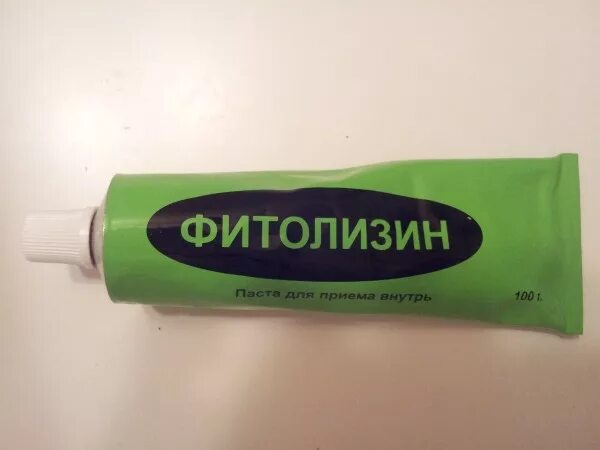 ФИТОЛИЗИН
Паста для приема внутрь
100 г.